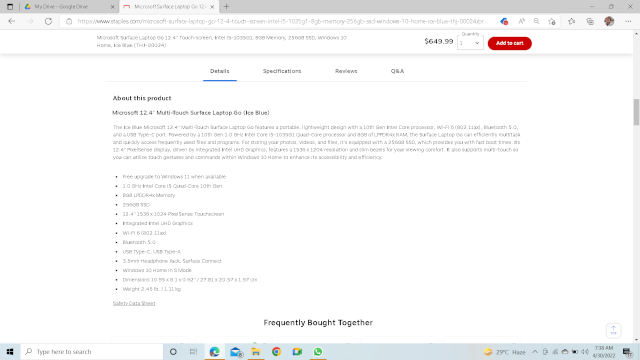 My Drive - Google Drive
Microsoft Surface Laptop Go 12.4
https://www.staples.com/microsoft-surface-laptop-go-12-4-touch-screen-intel-i5-1035g1-8gb-memory-256gb-ssd-windows-10-home-ice-blue-thj-00024/pr...
Microsoft Surface Laptop Go 12.4" Touch-screen, Intel i5-1035G1, 8GB Memory, 256GB SSD, Windows 10
Home, Ice Blue (THJ-00024)
$649.99
Quantity
1
Add to cart
Details Specifications Reviews Q&A
About this product
Microsoft 12.4" Multi-Touch Surface Laptop Go (Ice Blue)
The Ice Blue Microsoft 12.4" Multi-Touch Surface Laptop Go features a portable, lightweight design with a 10th Gen Intel Core processor, Wi-Fi 6 (802.11ax), Bluetooth 5.0,
and a USB Type-C port. Powered by a 10th Gen 1.0 GHz Intel Core i5-1035G1 Quad-Core processor and 8GB of LPDDR4x RAM, the Surface Laptop Go can efficiently multitask
and quickly access frequently used files and programs. For storing your photos, videos, and files, it's equipped with a 256GB SSD, which provides you with fast boot times. Its
12.4" PixelSense display, driven by integrated Intel UHD Graphics, features a 1536 x 1024 resolution and slim bezels for your viewing comfort. It also supports multi-touch so
you can utilize touch gestures and commands within Windows 10 Home to enhance its accessibility and efficiency.
Free upgrade to Windows 11 when available
1.0 GHz Intel Core i5 Quad-Core 10th Gen
8GB LPDDR4x Memory
256GB SSD
12.4" 1536 x 1024 PixelSense Touchscreen
Integrated Intel UHD Graphics
Wi-Fi 6 (802.11ax)
Bluetooth 5.0
USB Type-C, USB Type-A
3.5mm Headphone Jack, Surface Connect
Windows 10 Home in S Mode
Dimensions 10.95 x 8.1 x 0.62" / 27.81 x 20.57 x 1.57 cm
Weight 2.45 lb. / 1.11 kg
Safety Data Sheet
Frequently Bought Together
Type here to search
29°C Haze
7:38 AM
4/30/2022